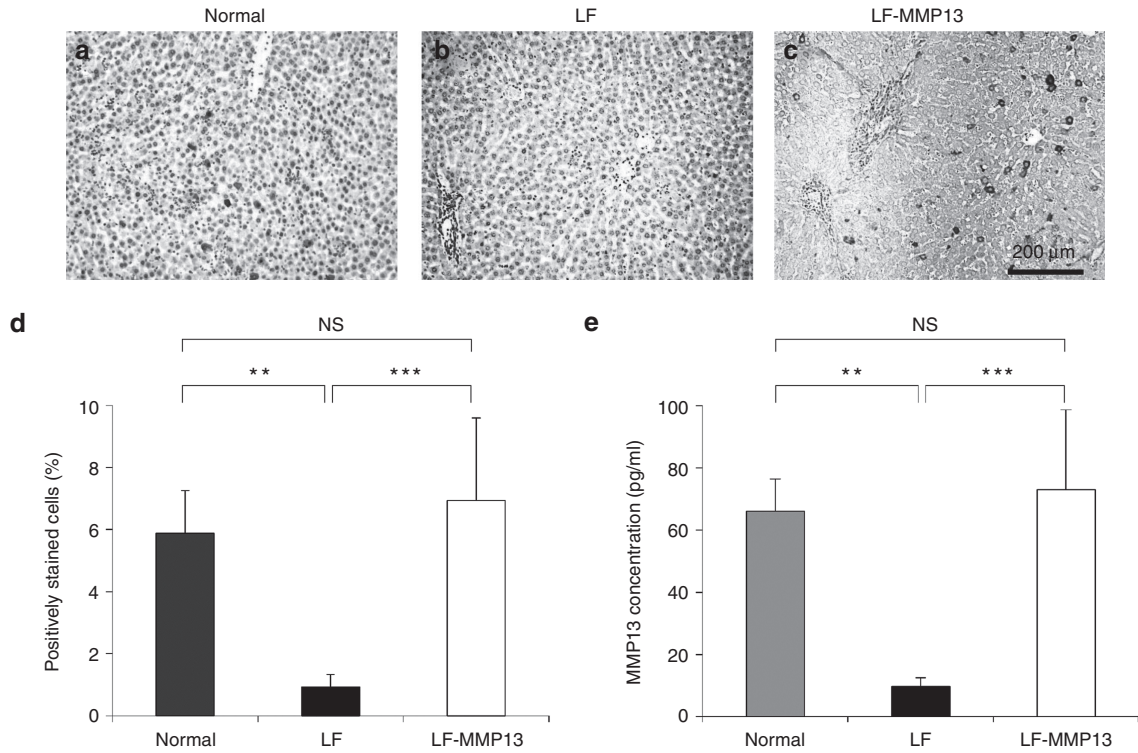 Normal
LF
LF-MMP13
a
b
c
200 µm
d
NS
** ***
10
8
6
4
2
0
Positively stained cells (%)
Normal LF LF-MMP13
e
NS
** ***
100
80
60
40
20
0
MMP13 concentration (pg/ml)
Normal LF LF-MMP13